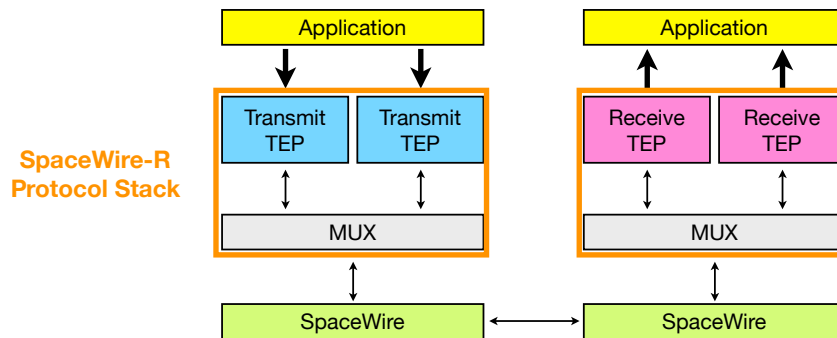 Application
Application
Transmit
TEP
Transmit
TEP
Receive
TEP
Receive
TEP
SpaceWire-R
Protocol Stack
MUX
MUX
SpaceWire
SpaceWire